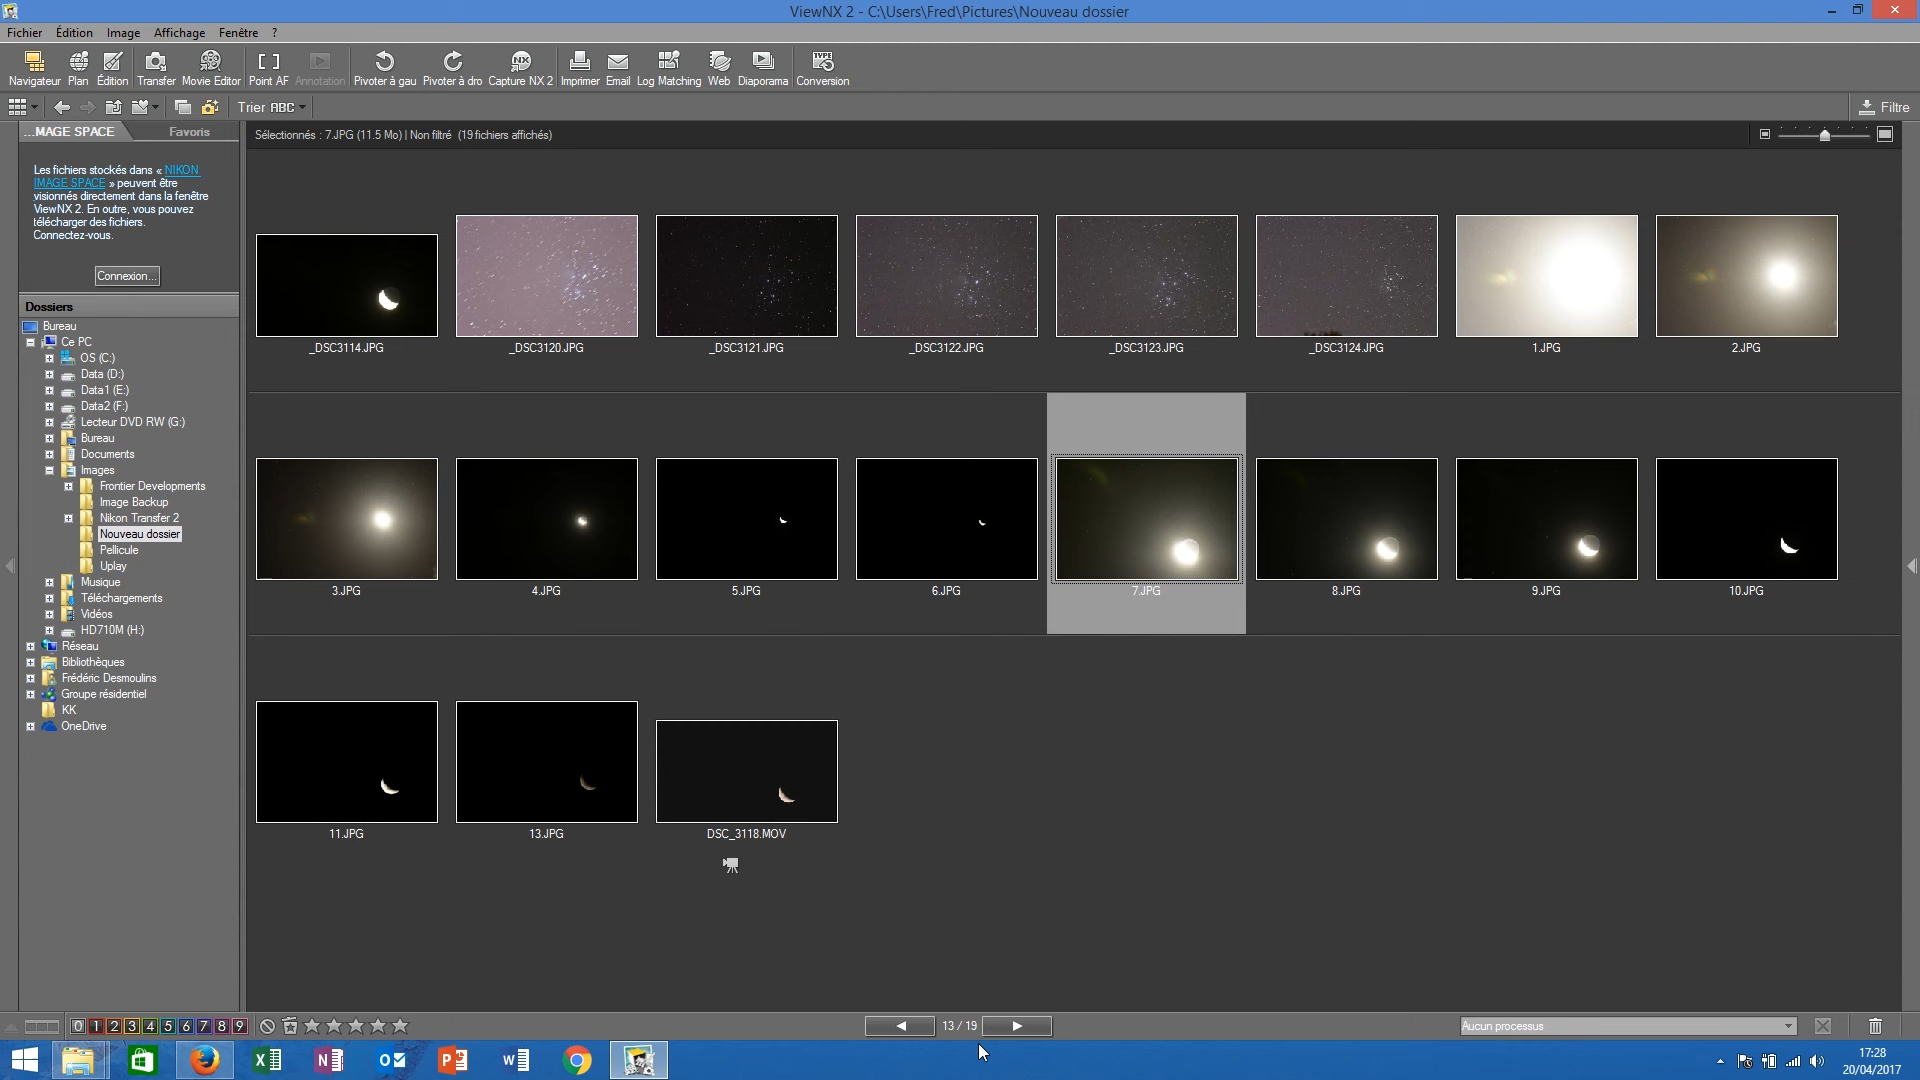 ViewNX 2 - C:\Users\Fred\Pictures\Nouveau dossier
Fichier Édition Image Affichage Fenêtre ?
Navigateur Plan Édition Transfer Movie Editor Point AF Annotation Pivoter à gau Pivoter à dro Capture NX 2 Imprimer Email Log Matching Web Diaporama Conversion
Trier ABC Filtre
...MAGE SPACE Favoris
Sélectionnés : 7.JPG (11.5 Mo) | Non filtré (19 fichiers affichés)
Les fichiers stockés dans « NIKON
IMAGE SPACE » peuvent être
visionnés directement dans la fenêtre
ViewNX 2. En outre, vous pouvez
télécharger des fichiers.
Connectez-vous.
Connexion...
Dossiers
Bureau
Ce PC
OS (C:)
Data (D:)
Data1 (E:)
Data2 (F:)
Lecteur DVD RW (G:)
Bureau
Documents
Images
Frontier Developments
Image Backup
Nikon Transfer 2
Nouveau dossier
Pellicule
Uplay
Musique
Téléchargements
Vidéos
HD710M (H:)
Réseau
Bibliothèques
Frédéric Desmoulins
Groupe résidentiel
KK
OneDrive
_DSC3114.JPG _DSC3120.JPG _DSC3121.JPG _DSC3122.JPG _DSC3123.JPG _DSC3124.JPG 1.JPG 2.JPG
3.JPG 4.JPG 5.JPG 6.JPG 7.JPG 8.JPG 9.JPG 10.JPG
11.JPG 13.JPG DSC_3118.MOV
0 1 2 3 4 5 6 7 8 9 13 / 19 Aucun processus
17:28
20/04/2017